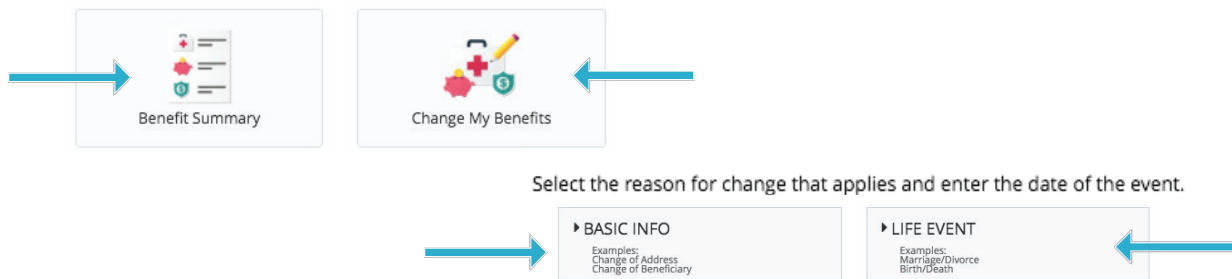 Benefit Summary
Change My Benefits
Select the reason for change that applies and enter the date of the event.
BASIC INFO
Examples:
Change of Address
Change of Beneficiary
LIFE EVENT
Examples:
Marriage/Divorce
Birth/Death